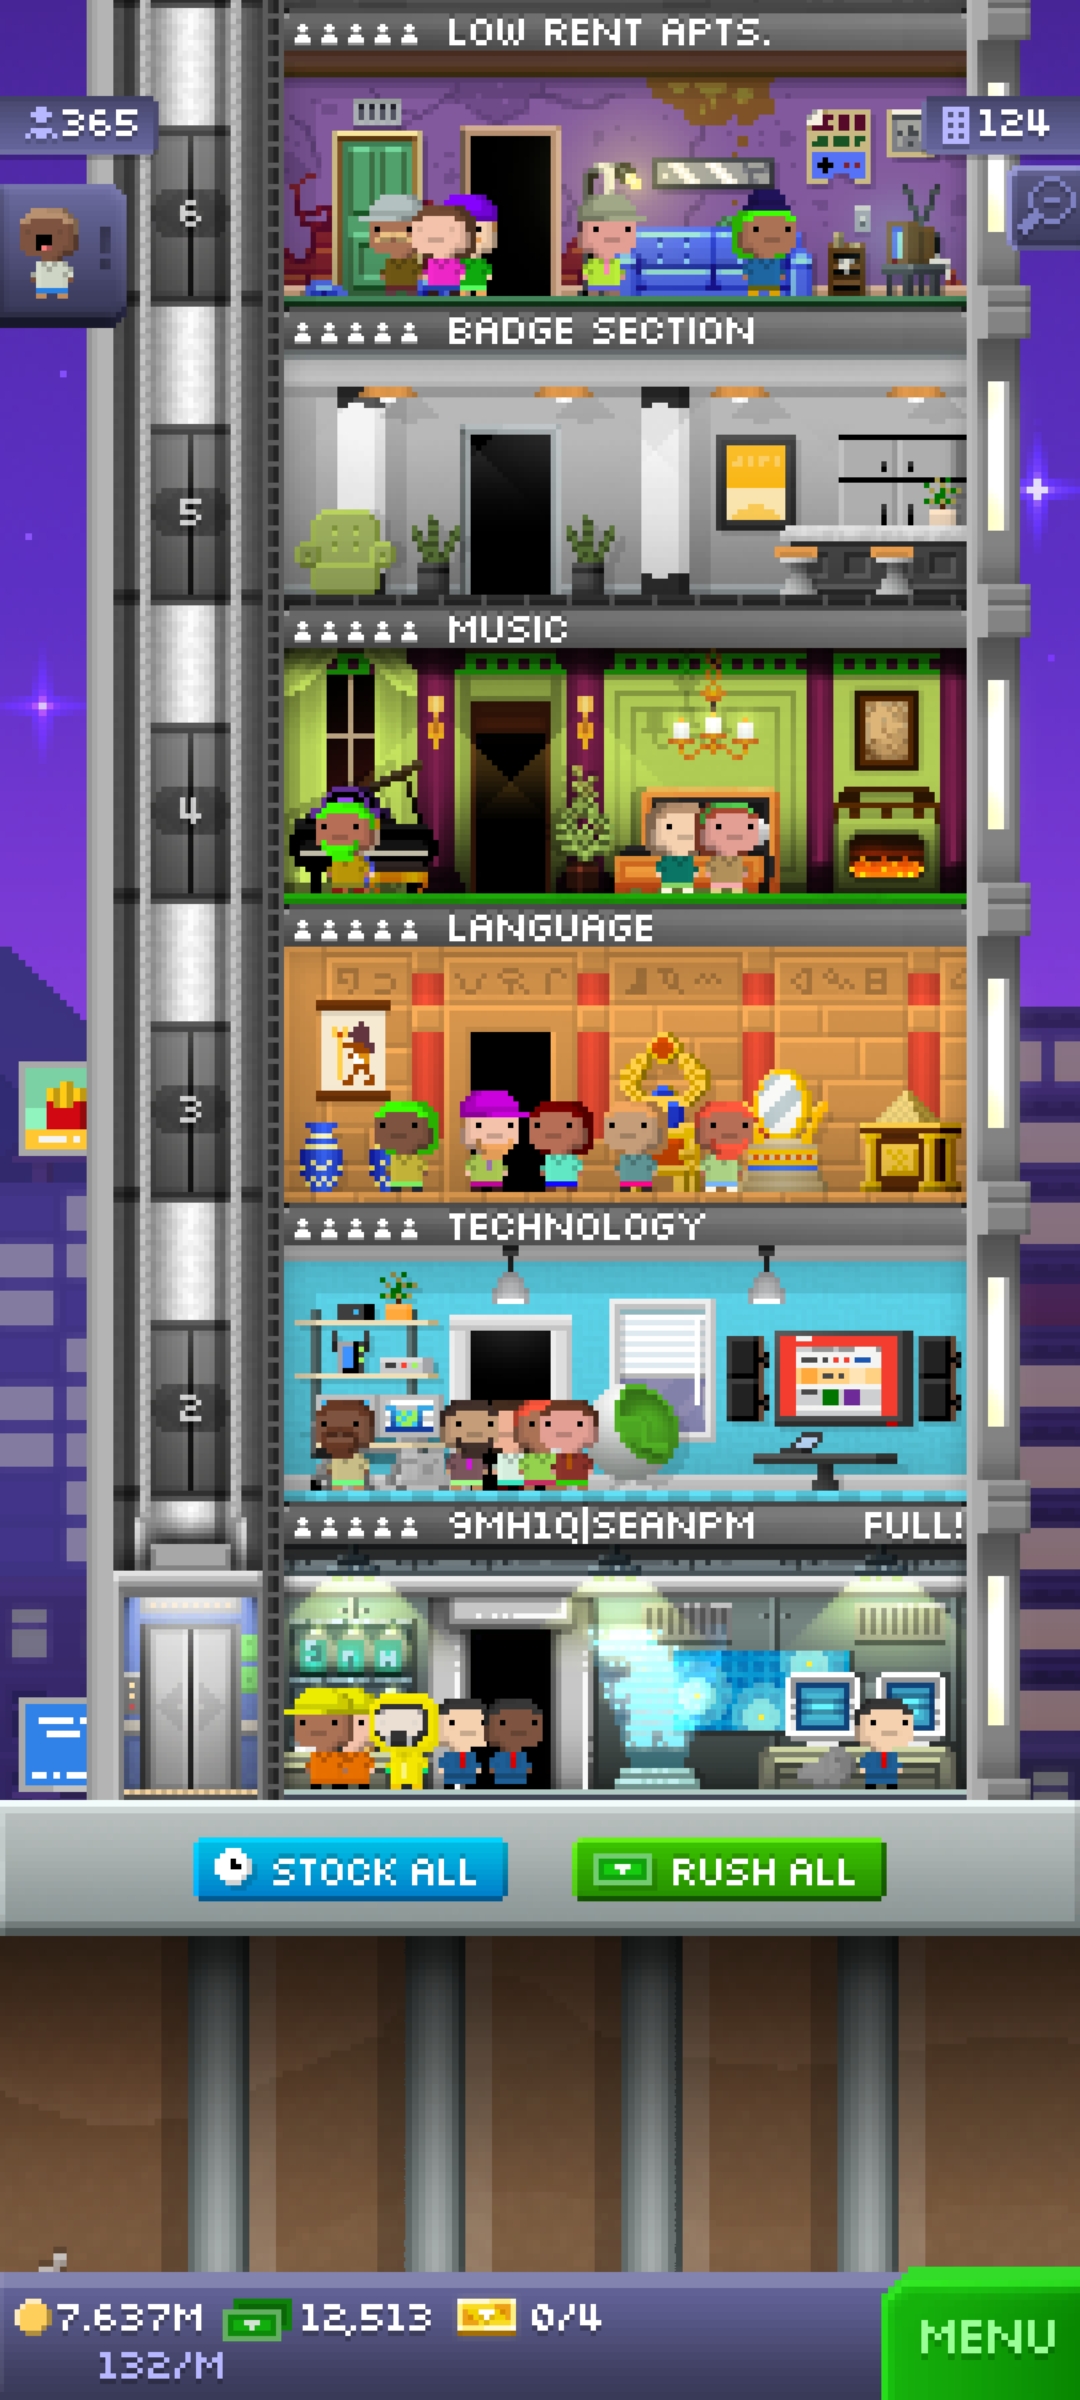 LOW RENT APTS.
365
124
6
BADGE SECTION
5
MUSIC
4
LANGUAGE
3
TECHNOLOGY
2
9MH1Q|SEANPM FULL!
STOCK ALL
RUSH ALL
7.637M 12,513 0/4
132/M
MENU